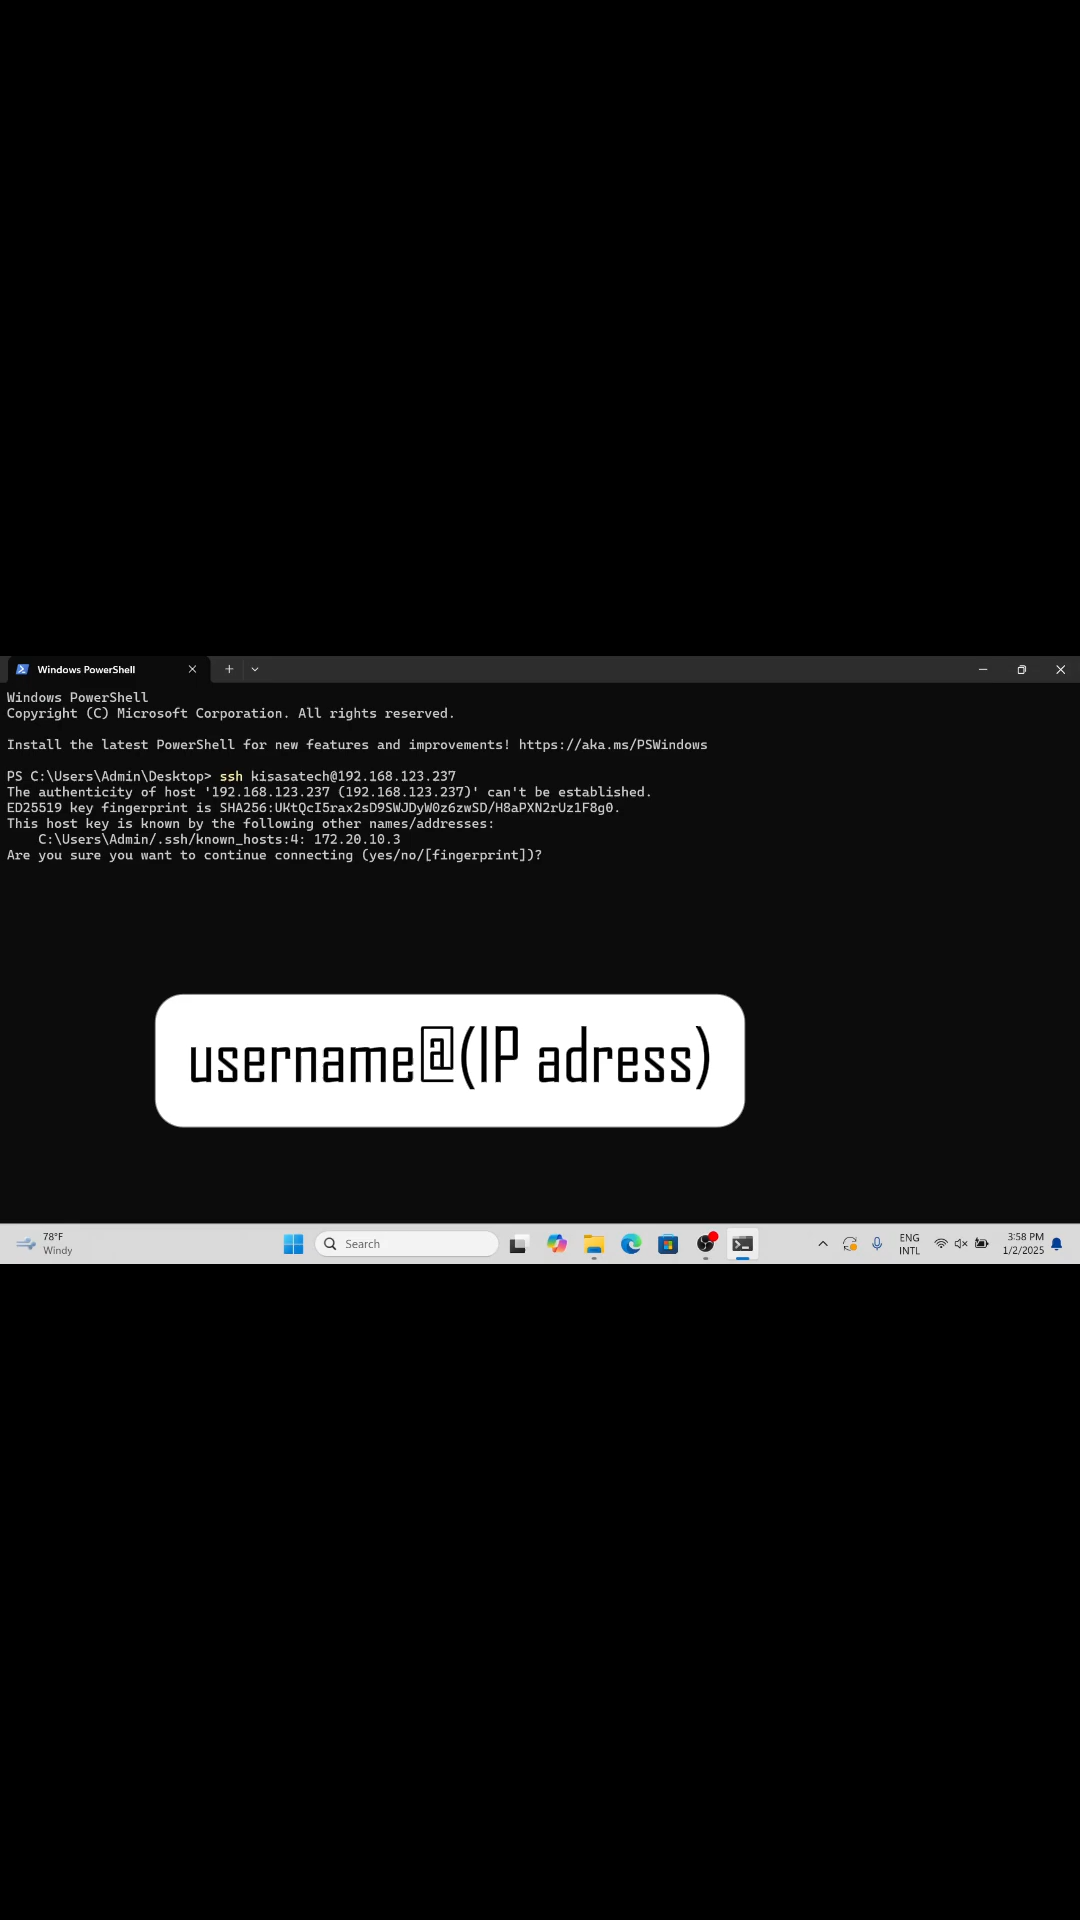 Windows PowerShell
Windows PowerShell
Copyright (C) Microsoft Corporation. All rights reserved.
Install the latest PowerShell for new features and improvements! https://aka.ms/PSWindows
PS C:\Users\Admin\Desktop> ssh kisasatech@192.168.123.237
The authenticity of host '192.168.123.237 (192.168.123.237)' can't be established.
ED25519 key fingerprint is SHA256:UKtQcI5rax2sD9SWJDyW0z6zwSD/H8aPXN2rUz1F8g0.
This host key is known by the following other names/addresses:
    C:\Users\Admin/.ssh/known_hosts:4: 172.20.10.3
Are you sure you want to continue connecting (yes/no/[fingerprint])?
username@(IP adress)
78°F
Windy
Search
ENG
INTL
3:58 PM
1/2/2025